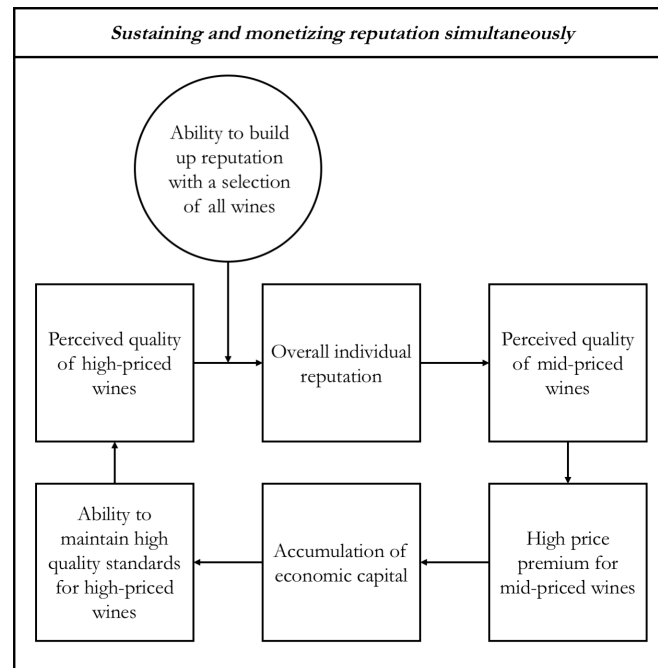 Sustaining and monetizing reputation simultaneously
Ability to build
up reputation
with a selection
of all wines
Perceived quality
of high-priced
wines
Overall individual
reputation
Perceived quality
of mid-priced
wines
Ability to
maintain high
quality standards
for high-priced
wines
Accumulation of
economic capital
High price
premium for
mid-priced wines